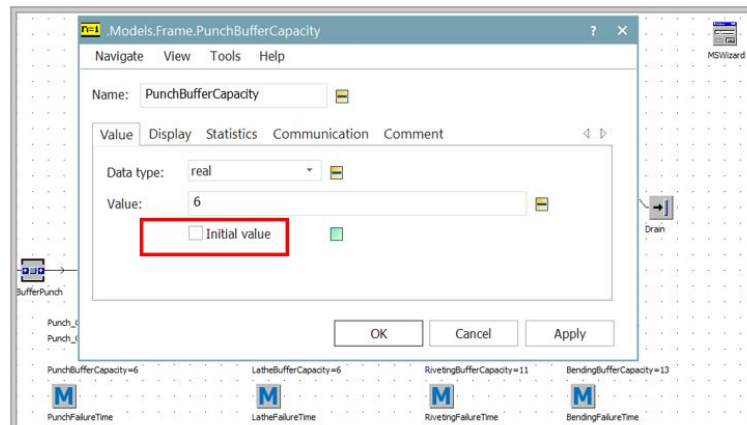 n=1 .Models.Frame.PunchBufferCapacity ? ×
MSWizard
Navigate View Tools Help
Name: PunchBufferCapacity
Value Display Statistics Communication Comment
Data type: real
Value: 6
Initial value
Drain
BufferPunch
Punch_
Punch_
OK Cancel Apply
PunchBufferCapacity=6 LatheBufferCapacity=6 RivetingBufferCapacity=11 BendingBufferCapacity=13
M M M M
PunchFailureTime LatheFailureTime RivetingFailureTime BendingFailureTime